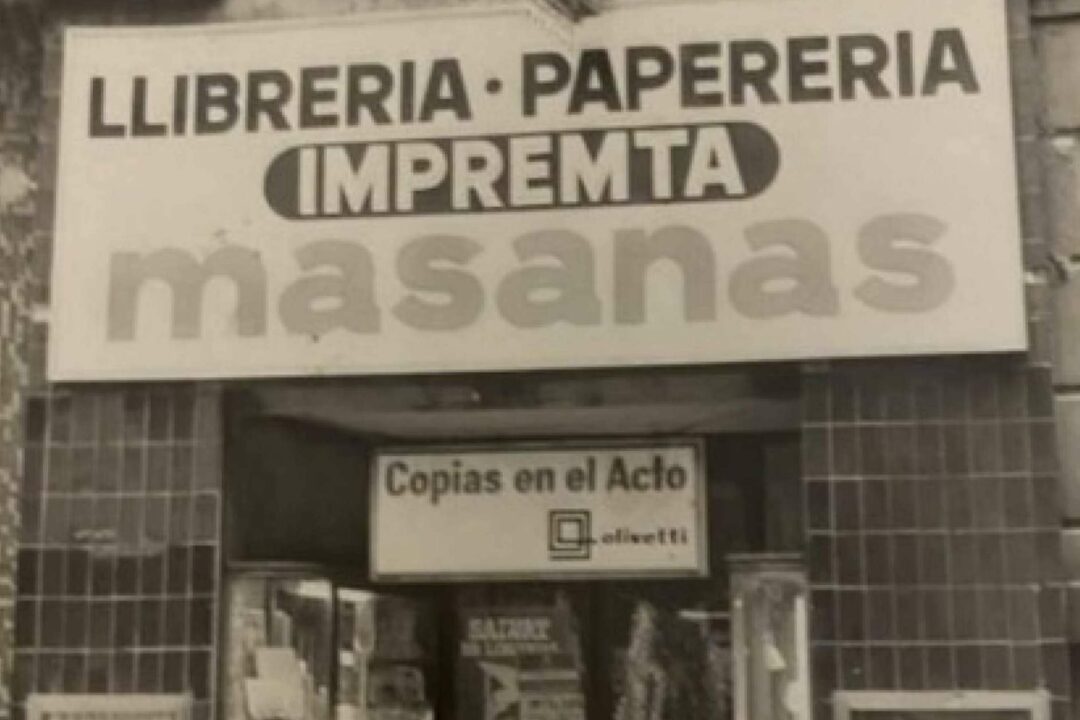 LLIBRERIA · PAPERERIA
IMPREMTA
masanas
Copias en el Acto
olivetti